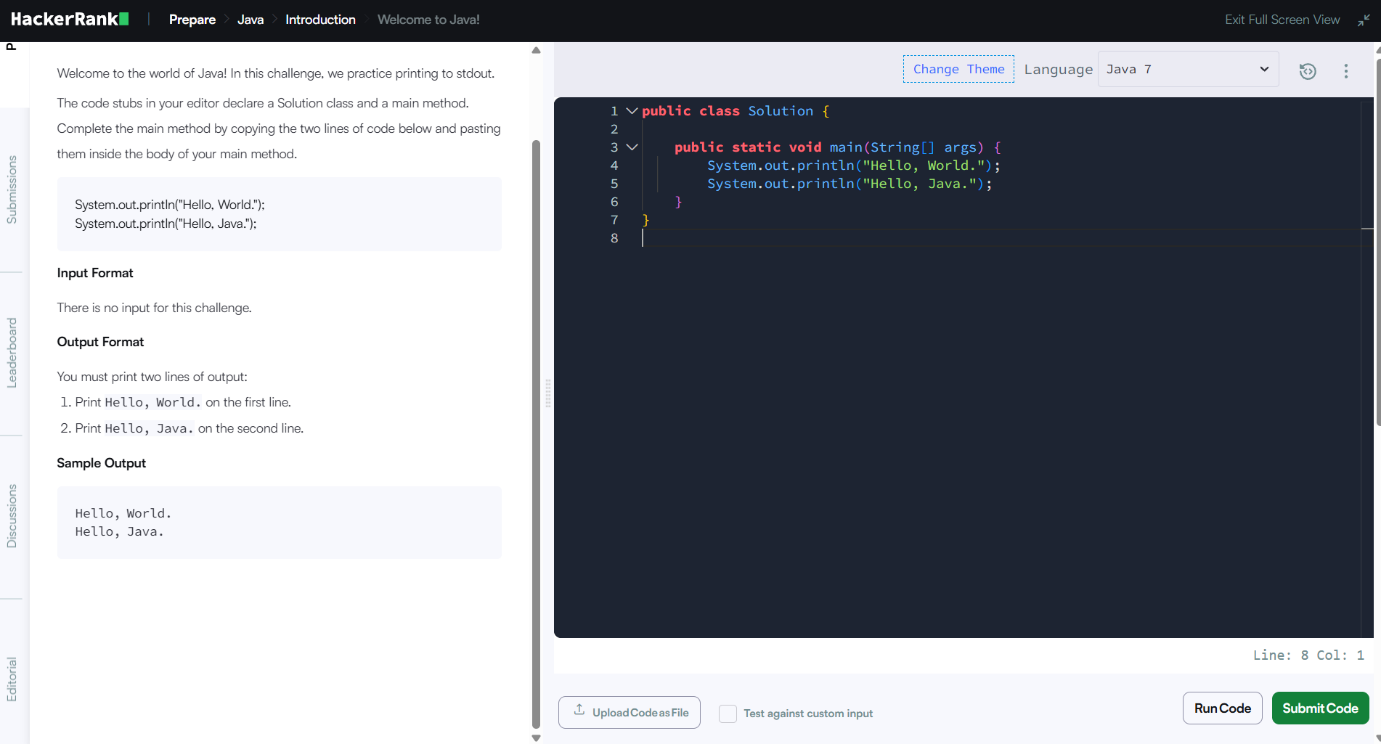 HackerRank
Prepare
Java
Introduction
Welcome to Java!
Exit Full Screen View
Submissions
Leaderboard
Discussions
Editorial
Welcome to the world of Java! In this challenge, we practice printing to stdout.
The code stubs in your editor declare a Solution class and a main method.
Complete the main method by copying the two lines of code below and pasting
them inside the body of your main method.
System.out.println("Hello, World.");
System.out.println("Hello, Java.");
Input Format
There is no input for this challenge.
Output Format
You must print two lines of output:
1. Print Hello, World. on the first line.
2. Print Hello, Java. on the second line.
Sample Output
Hello, World.
Hello, Java.
Change Theme
Language
Java 7
1 public class Solution {
2
3 public static void main(String[] args) {
4 System.out.println("Hello, World.");
5 System.out.println("Hello, Java.");
6 }
7 }
8
Line: 8 Col: 1
Upload Code as File
Test against custom input
Run Code
Submit Code